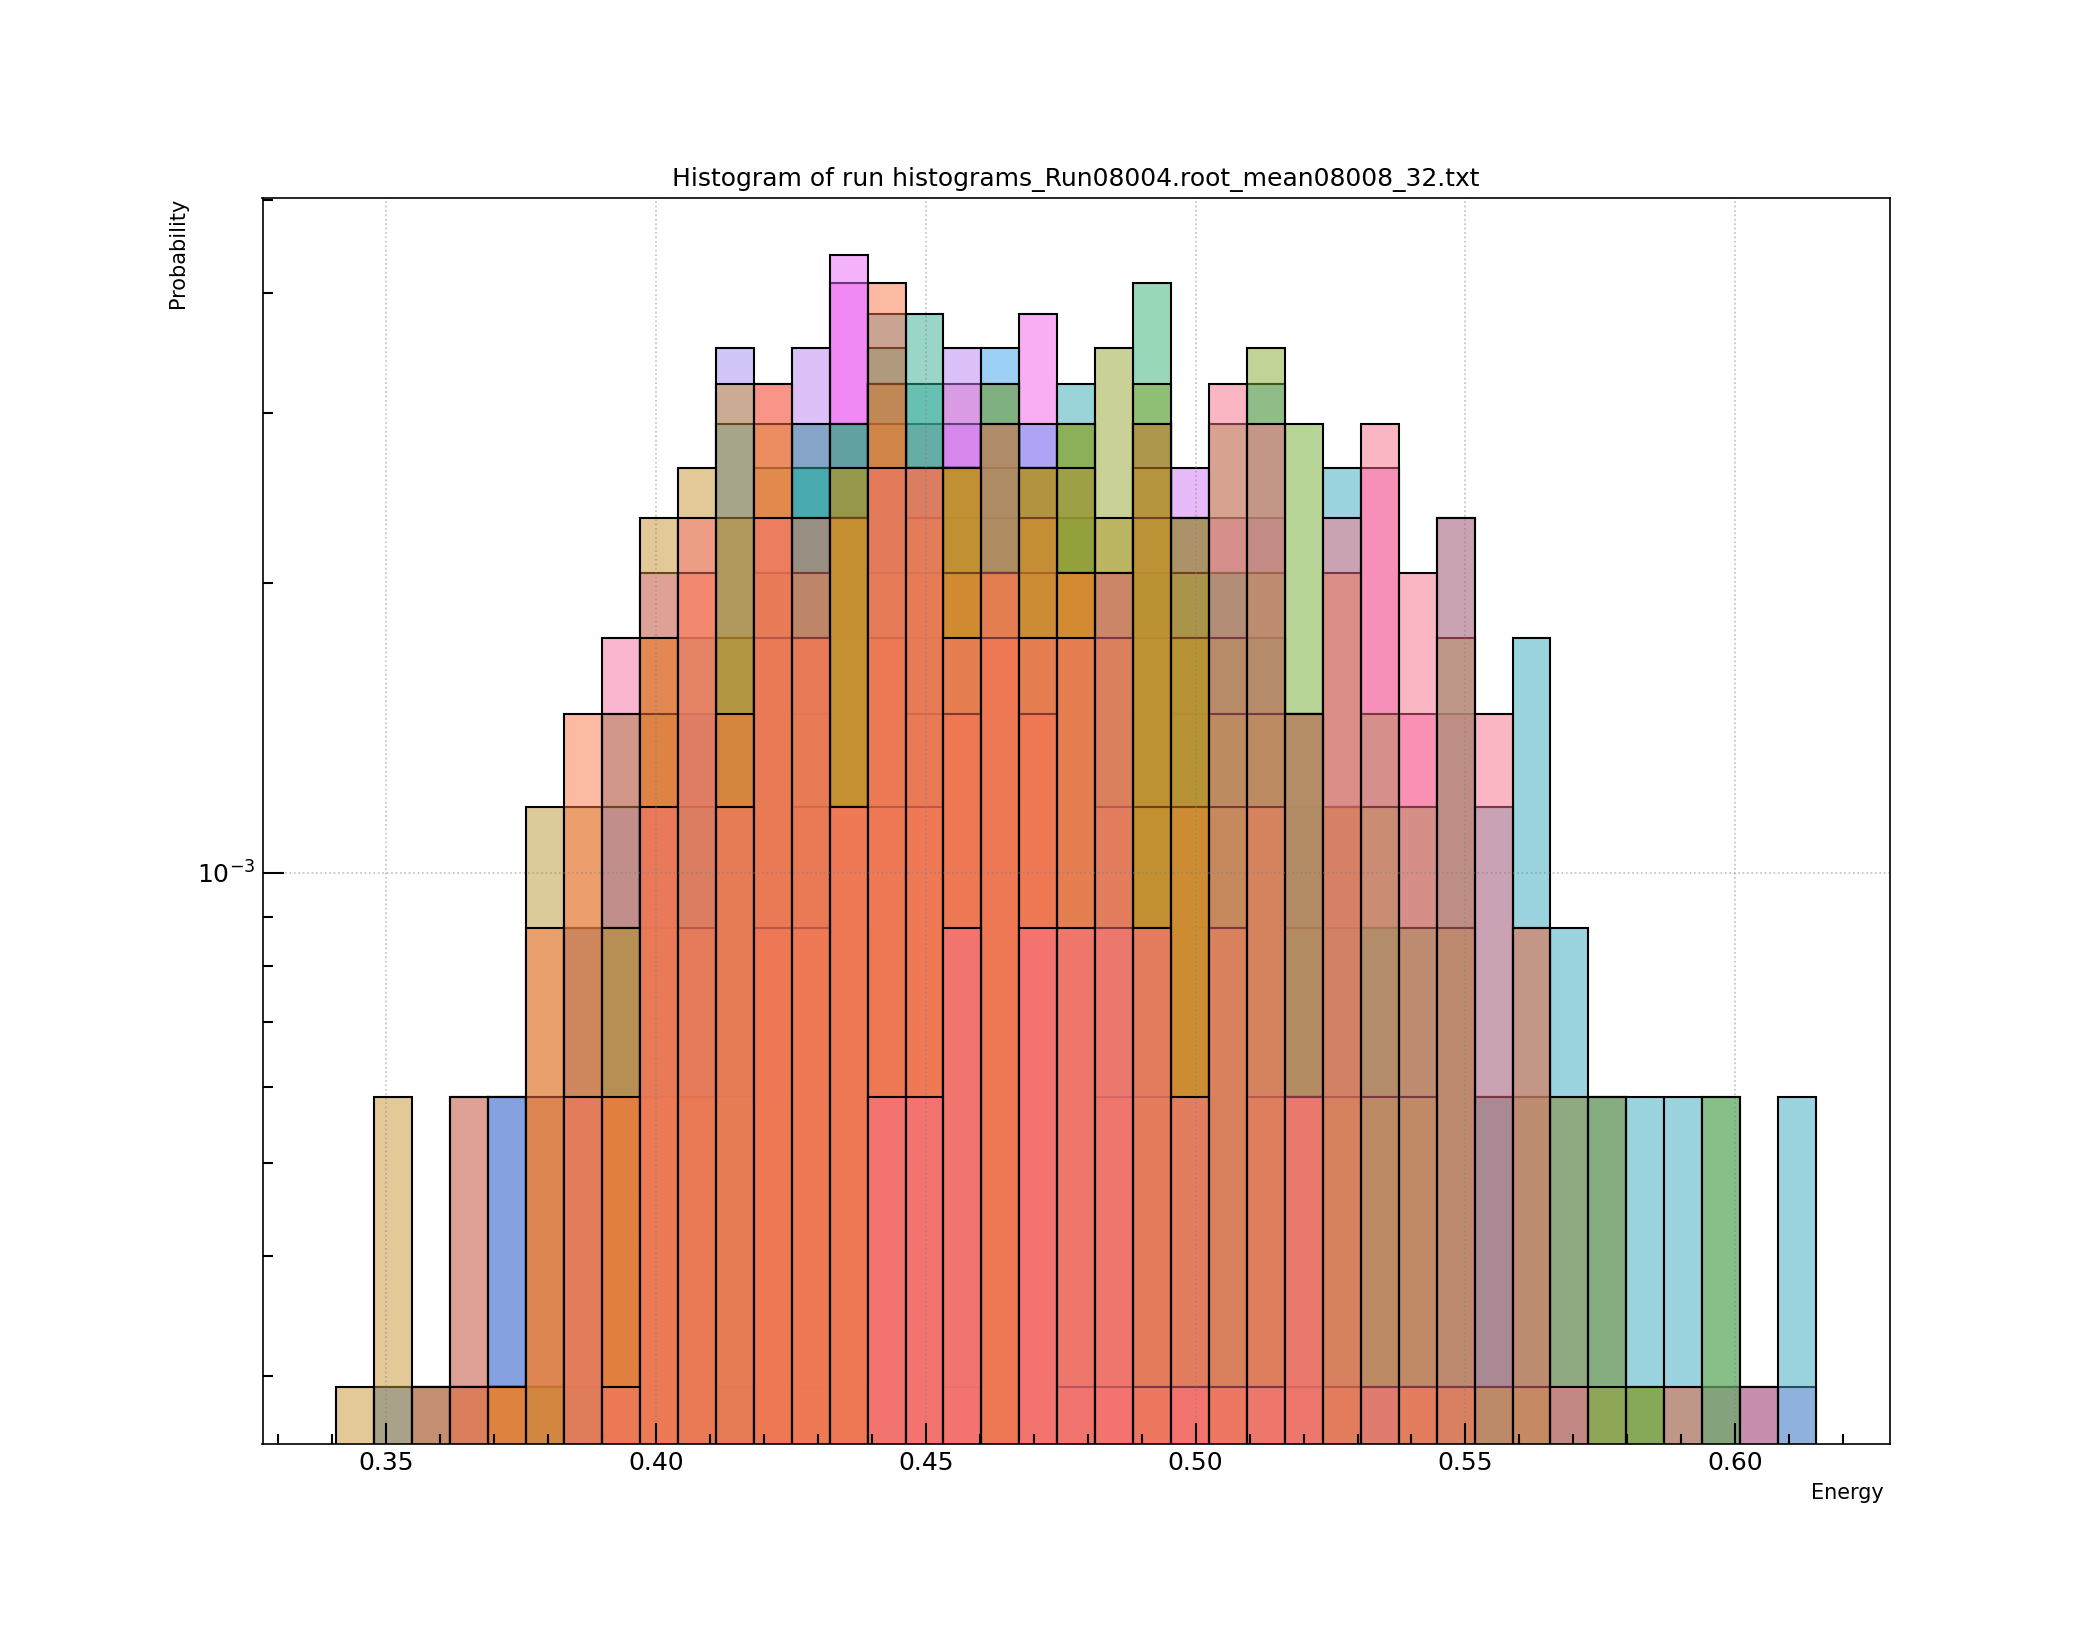 Histogram of run histograms_Run08004.root_mean08008_32.txt
Probability
10⁻³
0.35 0.40 0.45 0.50 0.55 0.60
Energy